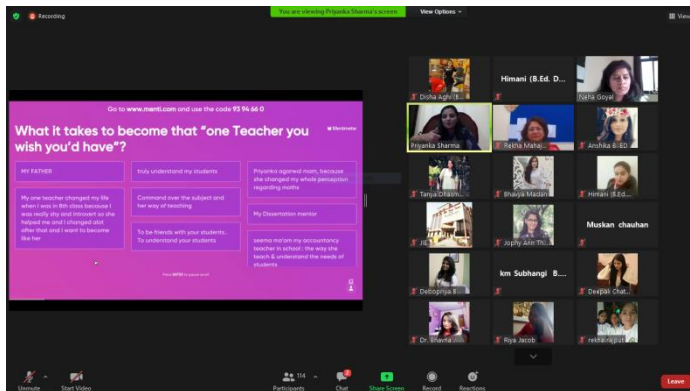 Recording
You are viewing Priyanka Sharma's screen
View Options
View
Go to www.menti.com and use the code 93 94 66 0
What it takes to become that "one Teacher you
wish you'd have"?
Mentimeter
MY FATHER
My one teacher changed my life
when I was in 8th class because I
was really shy and introvert so she
helped me and I changed alot
after that and I want to become
like her
truly understand my students
Command over the subject and
her way of teaching
To be friends with your students..
To understand your students
Priyanka agarwal mam, because
she changed my whole perception
regarding maths
My Dissertation mentor
seema ma'am my accountancy
teacher in school : the way she
teach & understand the needs of
students
Disha Aghi (B...
Himani (B.Ed. D...
Neha Goyal
Priyanka Sharma
Rekha Mahaj...
Anshika B. ED
Bhavya Madan
Himani (B.Ed...
Jophy Ann Th...
Muskan chauhan
Debopriya B...
km Subhangi B....
Deepali Chat...
Dr. Bhavna
Riya Jacob
Unmute
Start Video
114
Participants
2
Chat
Share Screen
Record
Reactions
Leave